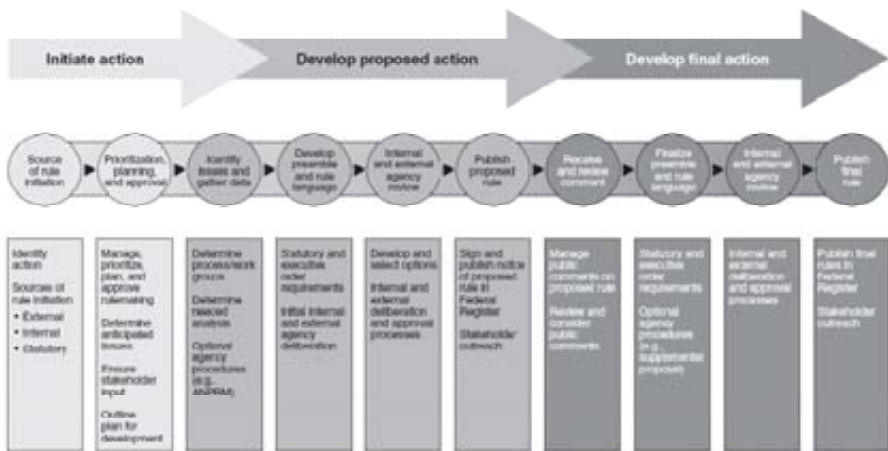 Initiate action
Develop proposed action
Develop final action
Source
of rule
initiation
Prioritization,
planning,
and approval
Identify
issues and
gather data
Develop
preamble
and rule
language
Internal
and external
agency
review
Publish
proposed
rule
Receive
and review
comment
Finalize
preamble
and rule
language
Internal
and external
agency
review
Publish
final
rule
Identify
action
Sources of
rule initiation
• External
• Internal
• Statutory
Manage,
prioritize,
plan, and
approve
rulemaking
Determine
anticipated
issues
Ensure
stakeholder
input
Outline
plan for
development
Determine
process/work
groups
Determine
needed
analysis
Optional
agency
procedures
(e.g.,
ANPRM)
Statutory and
executive
order
requirements
Initial internal
and external
agency
deliberation
Develop and
select options
Internal and
external
deliberation
and approval
processes
Sign and
publish notice
of proposed
rule in
Federal
Register
Stakeholder
outreach
Manage
public
comments on
proposed rule
Review and
consider
public
comments
Statutory and
executive
order
requirements
Optional
agency
procedures
(e.g.,
supplemental
proposal)
Internal and
external
deliberation
and approval
processes
Publish final
rules in
Federal
Register
Stakeholder
outreach